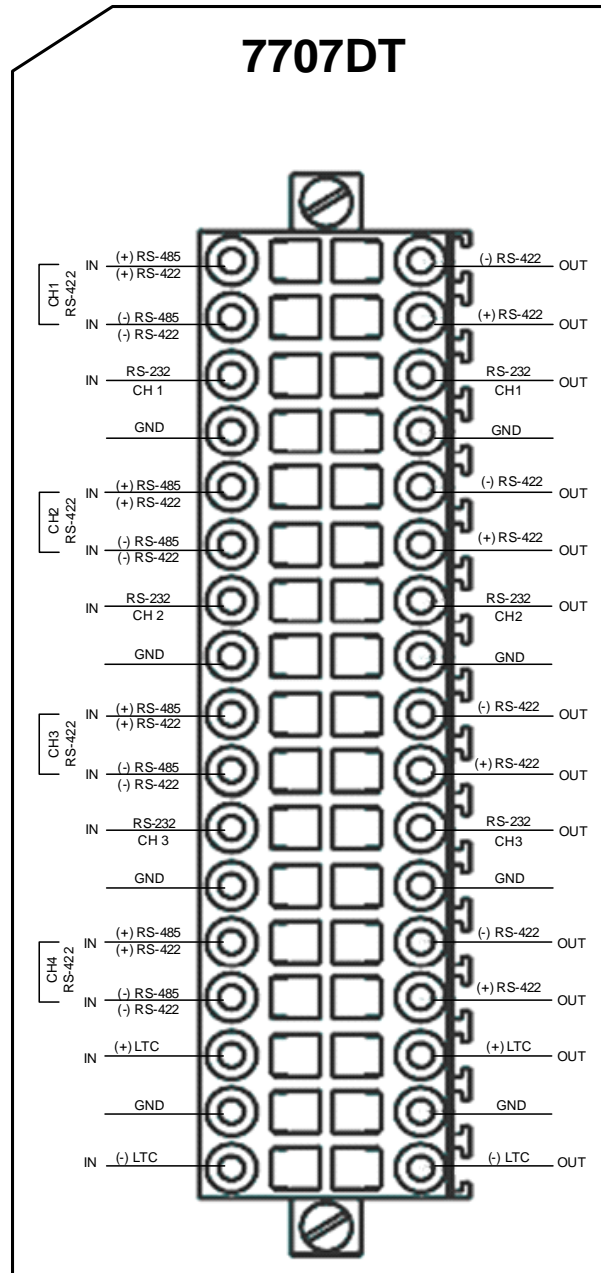 7707DT
CH1
RS-422
IN (+) RS-485 (-) RS-422 OUT
(+) RS-422
IN (-) RS-485 (+) RS-422 OUT
(-) RS-422
IN RS-232 RS-232 OUT
CH 1 CH1
GND GND
CH2
RS-422
IN (+) RS-485 (-) RS-422 OUT
(+) RS-422
IN (-) RS-485 (+) RS-422 OUT
(-) RS-422
IN RS-232 RS-232 OUT
CH 2 CH2
GND GND
CH3
RS-422
IN (+) RS-485 (-) RS-422 OUT
(+) RS-422
IN (-) RS-485 (+) RS-422 OUT
(-) RS-422
IN RS-232 RS-232 OUT
CH 3 CH3
GND GND
CH4
RS-422
IN (+) RS-485 (-) RS-422 OUT
(+) RS-422
IN (-) RS-485 (+) RS-422 OUT
(-) RS-422
IN (+) LTC (+) LTC OUT
GND GND
IN (-) LTC (-) LTC OUT